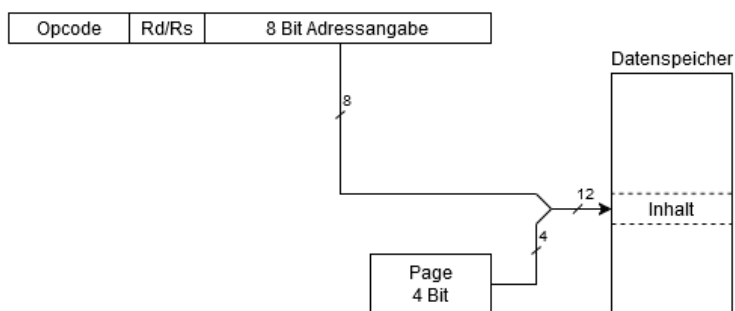 Opcode Rd/Rs 8 Bit Adressangabe
Datenspeicher
8
12
Inhalt
4
Page
4 Bit